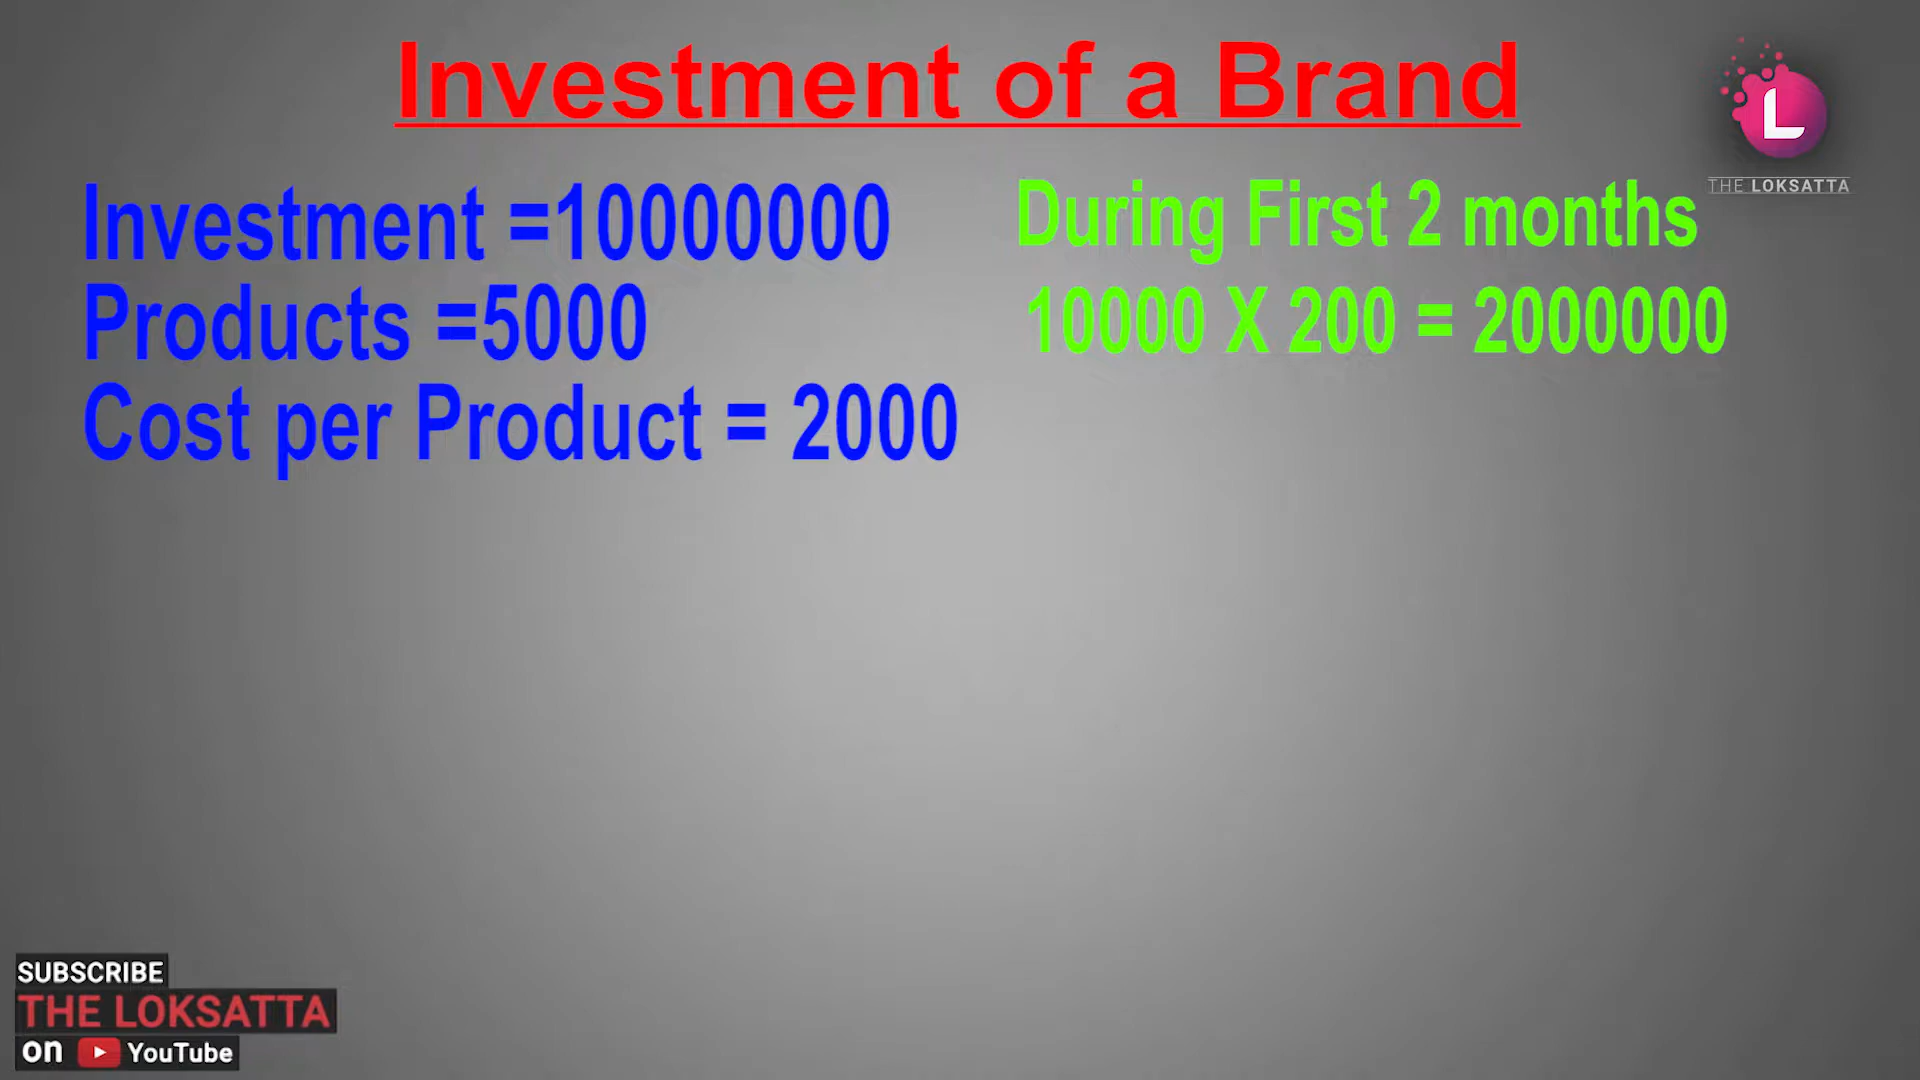 Investment of a Brand
THE LOKSATTA
Investment =10000000
Products =5000
Cost per Product = 2000
During First 2 months
10000 X 200 = 2000000
SUBSCRIBE
THE LOKSATTA
on YouTube